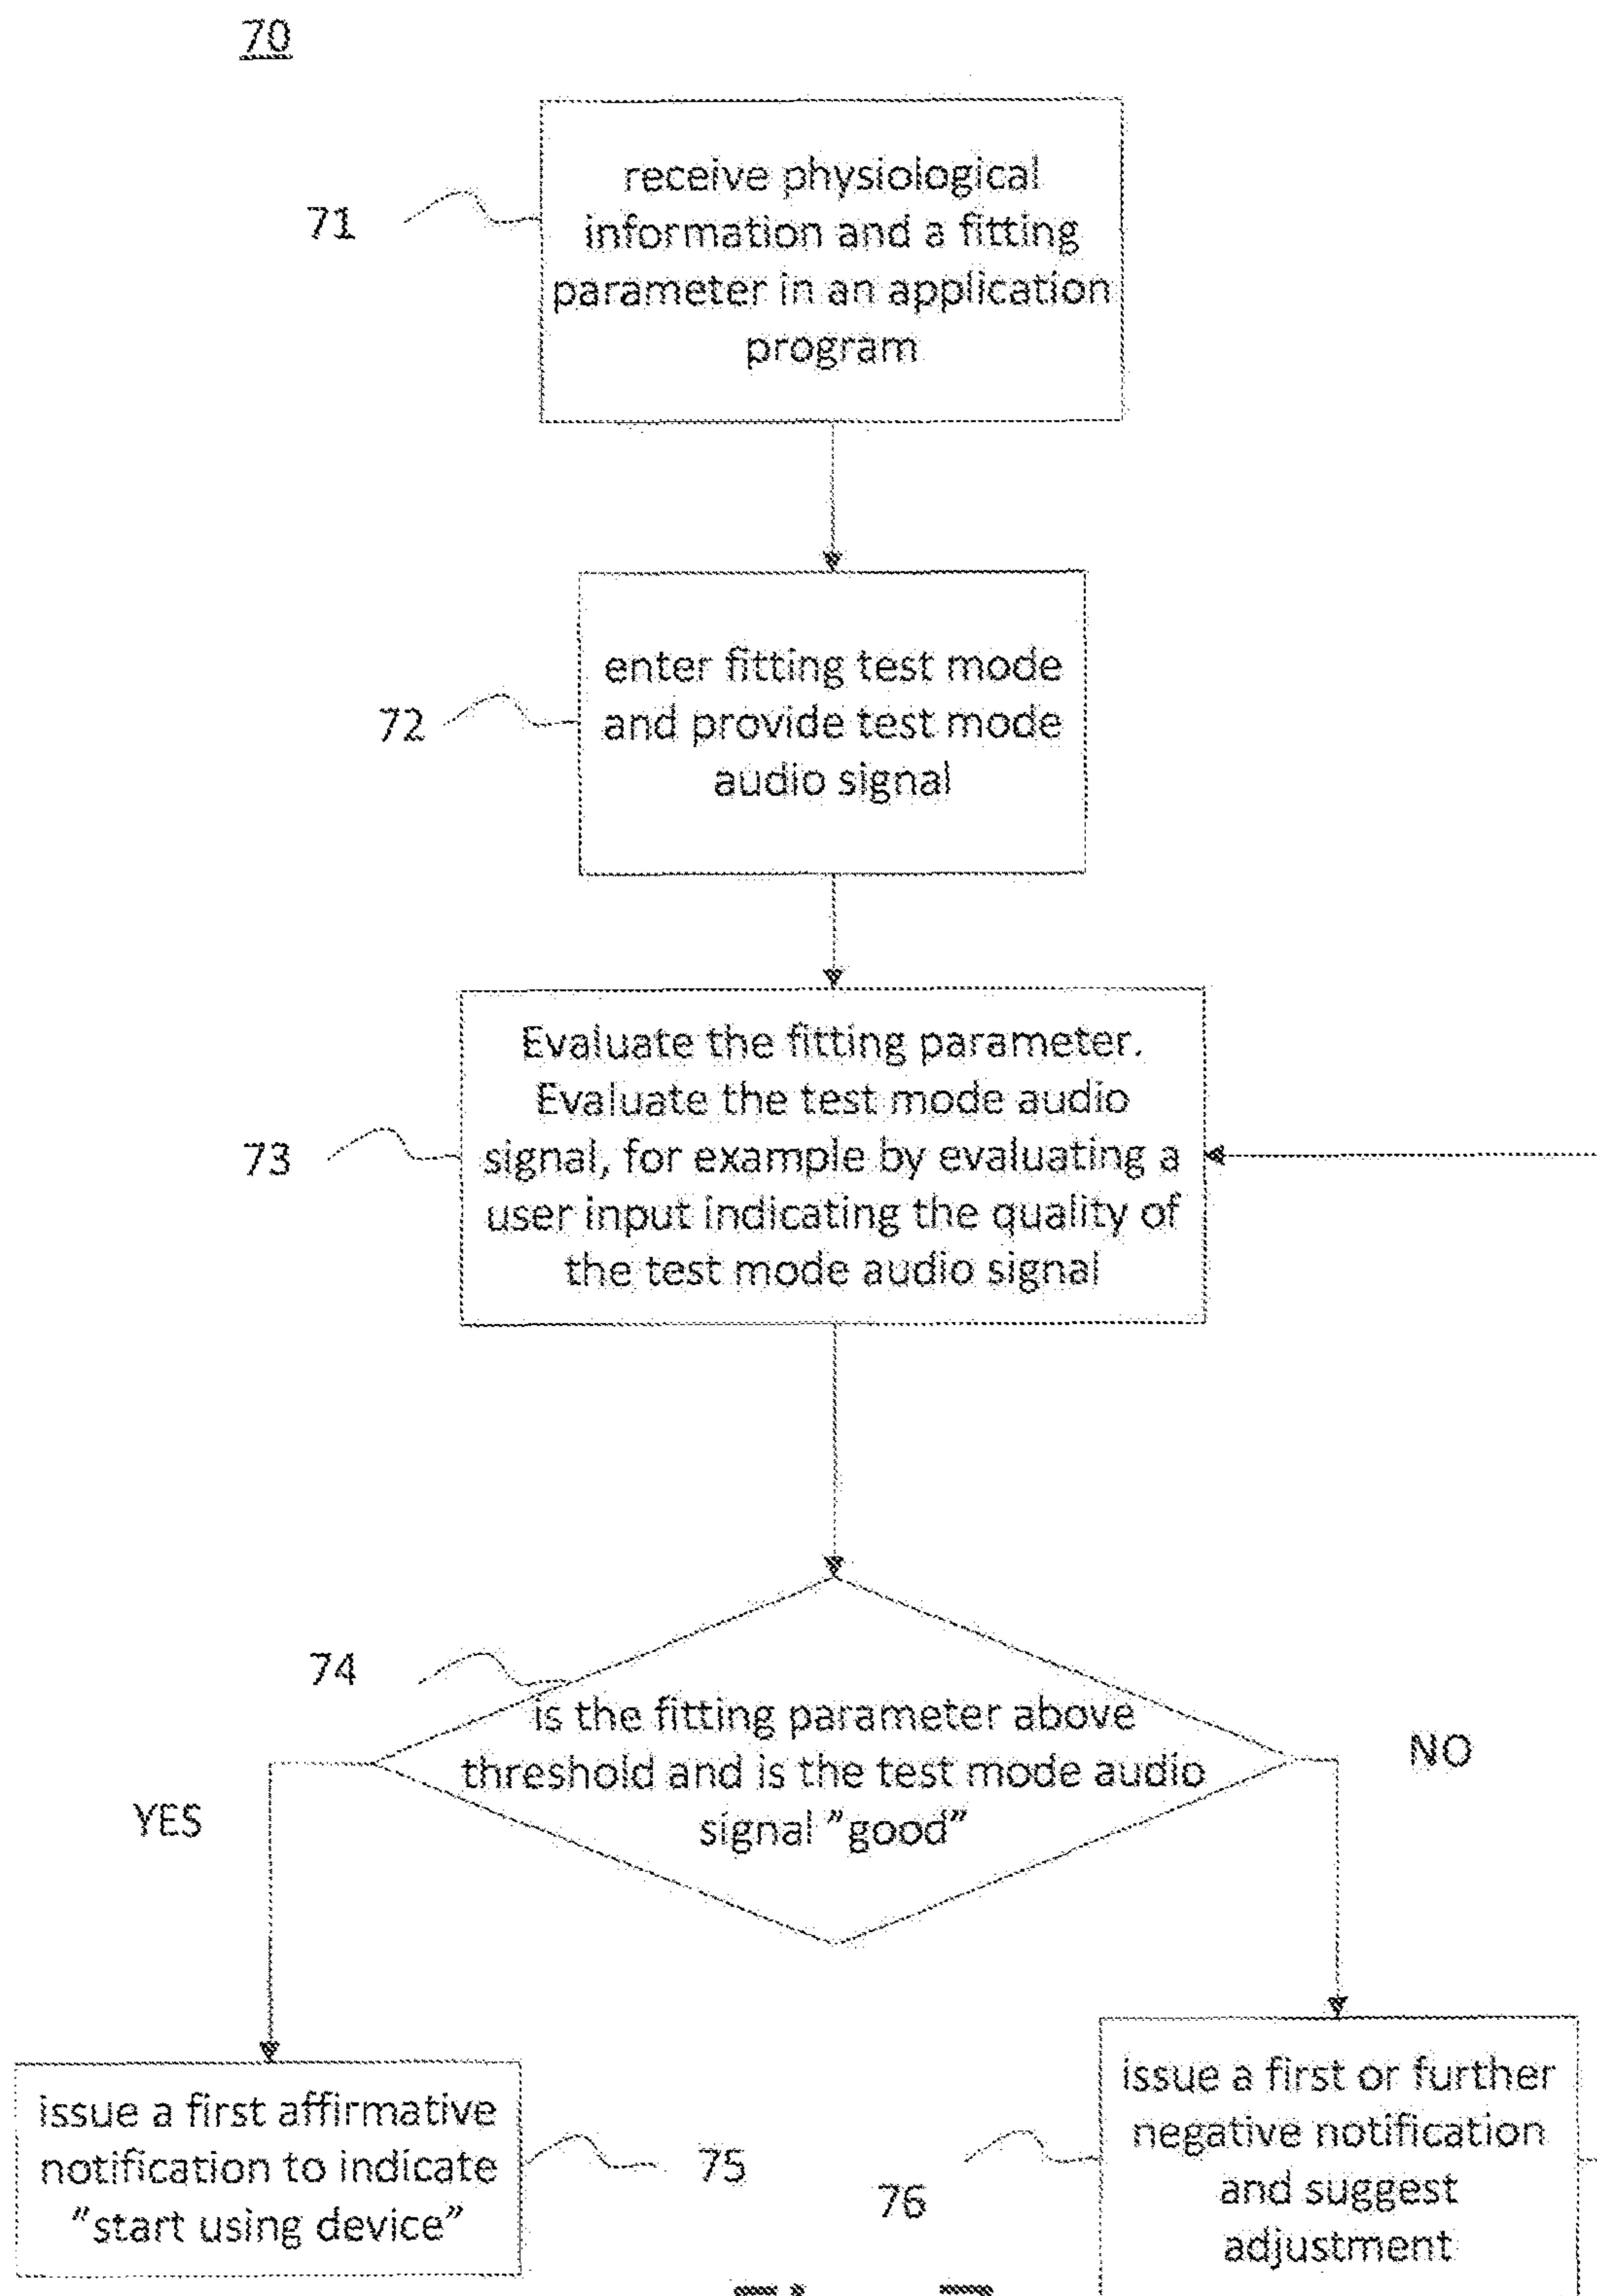 70
receive physiological
information and a fitting
parameter in an application
program
71
enter fitting test mode
and provide test mode
audio signal
72
Evaluate the fitting parameter.
Evaluate the test mode audio
signal, for example by evaluating a
user input indicating the quality of
the test mode audio signal
73
74
is the fitting parameter above
threshold and is the test mode audio
signal ”good”
NO
YES
issue a first affirmative
notification to indicate
”start using device”
75
76
issue a first or further
negative notification
and suggest
adjustment